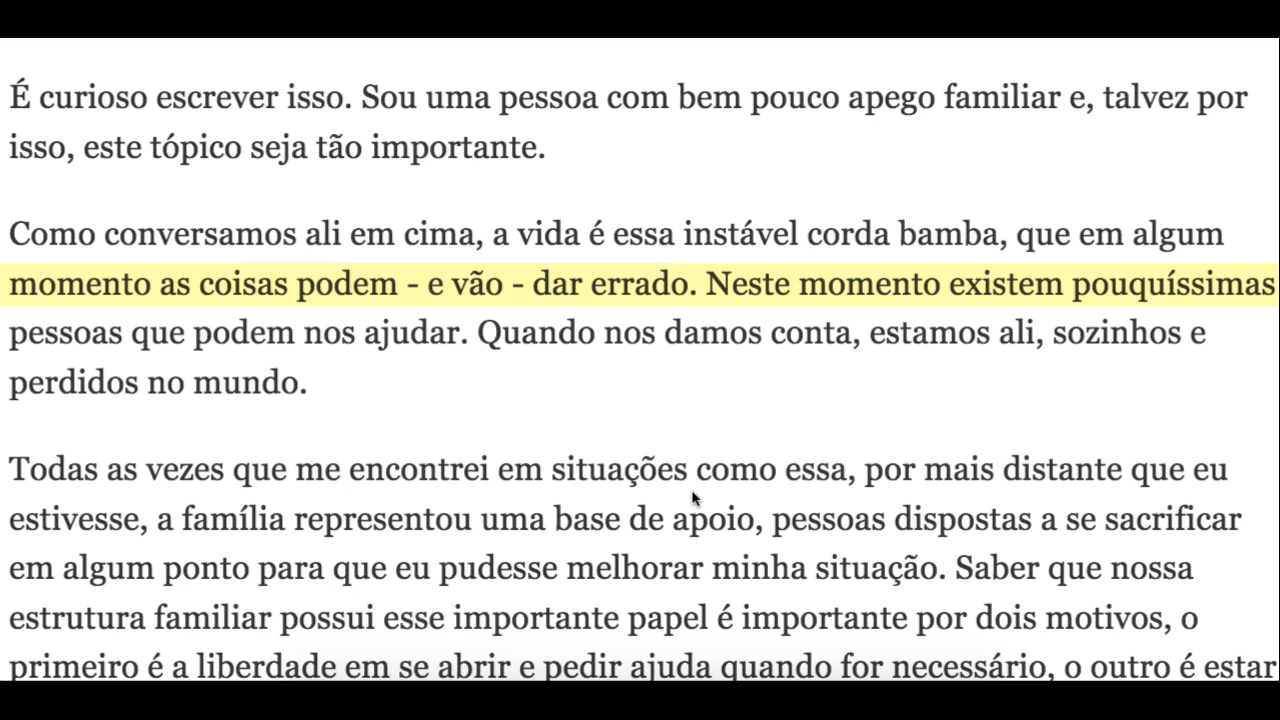 É curioso escrever isso. Sou uma pessoa com bem pouco apego familiar e, talvez por
isso, este tópico seja tão importante.
Como conversamos ali em cima, a vida é essa instável corda bamba, que em algum
momento as coisas podem - e vão - dar errado. Neste momento existem pouquíssimas
pessoas que podem nos ajudar. Quando nos damos conta, estamos ali, sozinhos e
perdidos no mundo.
Todas as vezes que me encontrei em situações como essa, por mais distante que eu
estivesse, a família representou uma base de apoio, pessoas dispostas a se sacrificar
em algum ponto para que eu pudesse melhorar minha situação. Saber que nossa
estrutura familiar possui esse importante papel é importante por dois motivos, o
primeiro é a liberdade em se abrir e pedir ajuda quando for necessário, o outro é estar